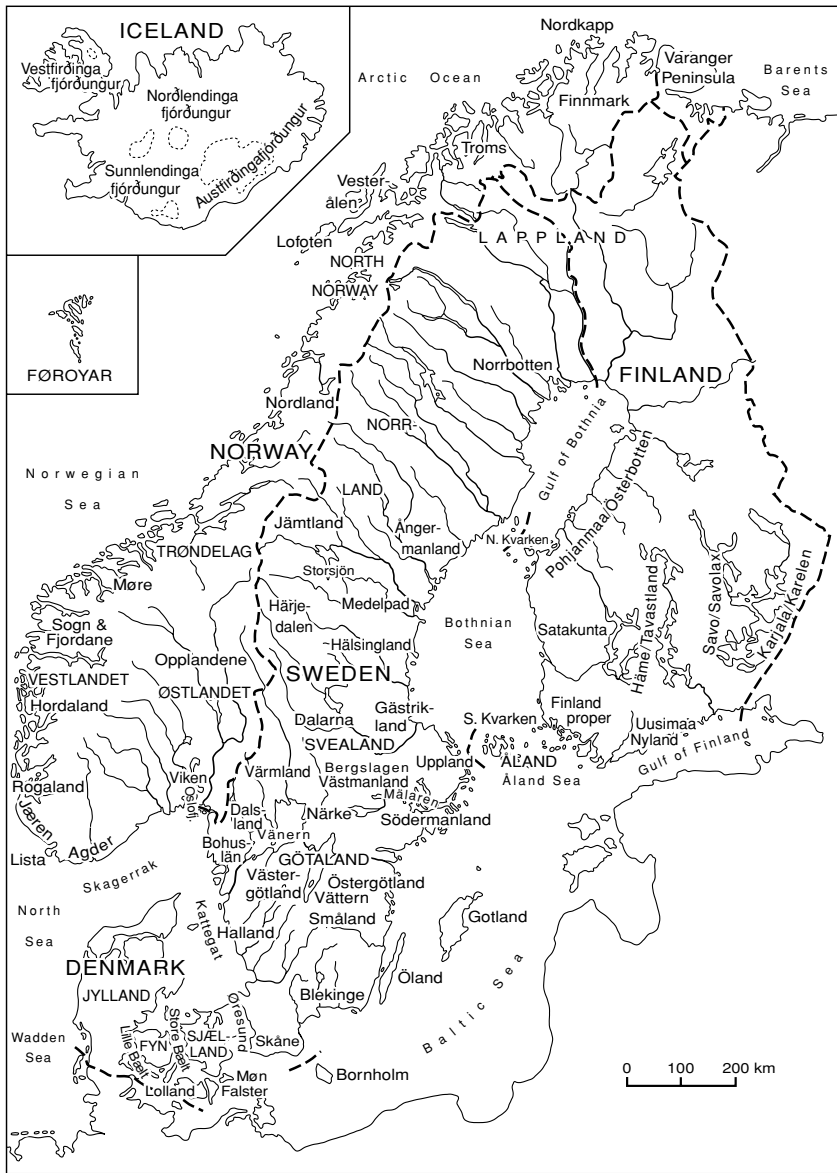 ICELAND
Vestfirðinga
fjórðungur
Norðlendinga
fjórðungur
Sunnlendinga
fjórðungur
Austfirðingafjórðungur
FØROYAR
Arctic Ocean
Nordkapp
Varanger
Peninsula
Barents
Sea
Finnmark
Troms
Vester-
ålen
Lofoten
LAPPLAND
NORTH
NORWAY
Norrbotten
FINLAND
Nordland
NORR-
LAND
NORWAY
Gulf of Bothnia
Norwegian
Sea
Jämtland
Ånger-
manland
N. Kvarken
Pohjanmaa/Österbotten
TRØNDELAG
Storsjön
Møre
Medelpad
Härje-
dalen
Bothnian
Sea
Satakunta
Häme/Tavastland
Savo/Savolax
Karjala/Karelen
Sogn &
Fjordane
Hälsingland
Opplandene
VESTLANDET
ØSTLANDET
SWEDEN
Hordaland
Gästrik-
land
Dalarna
S. Kvarken
Finland
proper
Uusimaa
Nyland
SVEALAND
Uppland
ÅLAND
Åland Sea
Gulf of Finland
Viken
Oslofj.
Värmland
Bergslagen
Västmanland
Rogaland
Mälaren
Jæren
Dals-
land
Närke
Södermanland
Vänern
Lista
Agder
Bohus-
län
GÖTALAND
Skagerrak
Väster-
götland
Östergötland
Vättern
North
Sea
Kattegat
Småland
Gotland
Halland
DENMARK
Öland
JYLLAND
Blekinge
Baltic Sea
Øresund
Wadden
Sea
Lille Bælt
FYN
Store Bælt
SJÆL-
LAND
Skåne
Lolland
Møn
Falster
Bornholm
0 100 200 km